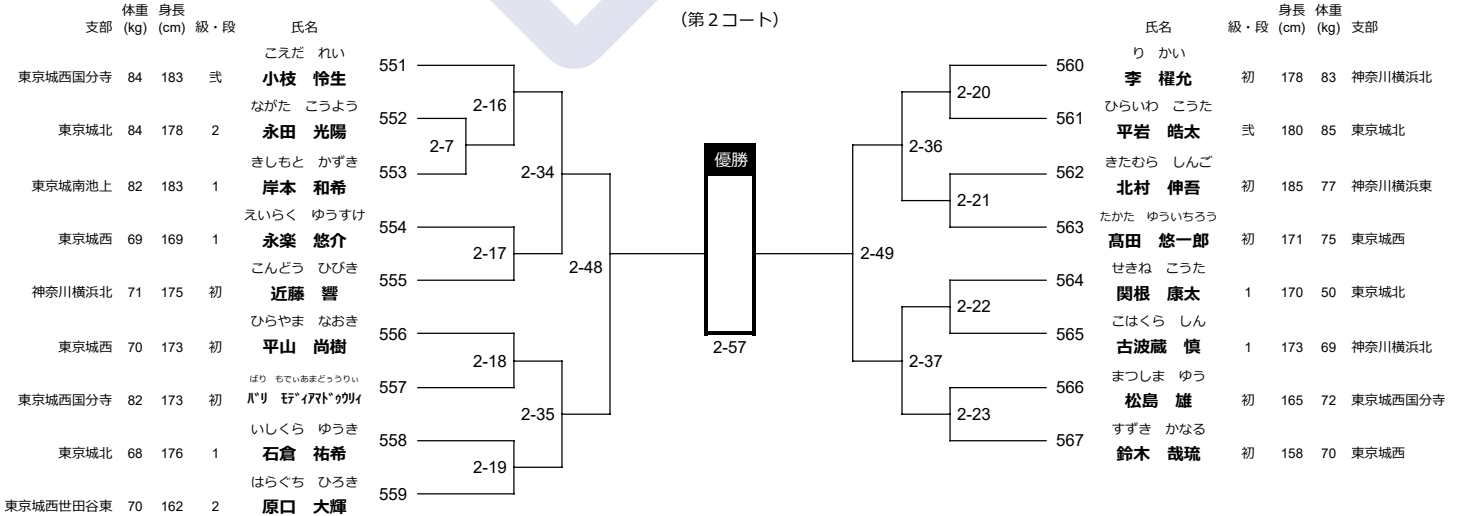 （第２コート）
体重 身長
支部 (kg) (cm) 級・段 氏名
こえだ れい
東京城西国分寺 84 183 弐 小枝 怜生 551
ながた こうよう
東京城北 84 178 2 永田 光陽 552
きしもと かずき
東京城南池上 82 183 1 岸本 和希 553
えいらく ゆうすけ
東京城西 69 169 1 永楽 悠介 554
こんどう ひびき
神奈川横浜北 71 175 初 近藤 響 555
ひらやま なおき
東京城西 70 173 初 平山 尚樹 556
ばり もでぃあまどぅうりぃ
東京城西国分寺 82 173 初 ﾊﾞﾘ ﾓﾃﾞｨｱﾏﾄﾞｩｳﾘｨ 557
いしくら ゆうき
東京城北 68 176 1 石倉 祐希 558
はらぐち ひろき
東京城西世田谷東 70 162 2 原口 大輝 559
2-16
2-7
2-34
2-17
2-48
2-18
2-35
2-19
優勝
2-57
2-20
2-36
2-21
2-49
2-22
2-37
2-23
身長 体重
氏名 級・段 (cm) (kg) 支部
り かい
560 李 櫂允 初 178 83 神奈川横浜北
ひらいわ こうた
561 平岩 皓太 弐 180 85 東京城北
きたむら しんご
562 北村 伸吾 初 185 77 神奈川横浜東
たかた ゆういちろう
563 髙田 悠一郎 初 171 75 東京城西
せきね こうた
564 関根 康太 1 170 50 東京城北
こはくら しん
565 古波蔵 慎 1 173 69 神奈川横浜北
まつしま ゆう
566 松島 雄 初 165 72 東京城西国分寺
すずき かなる
567 鈴木 哉琉 初 158 70 東京城西